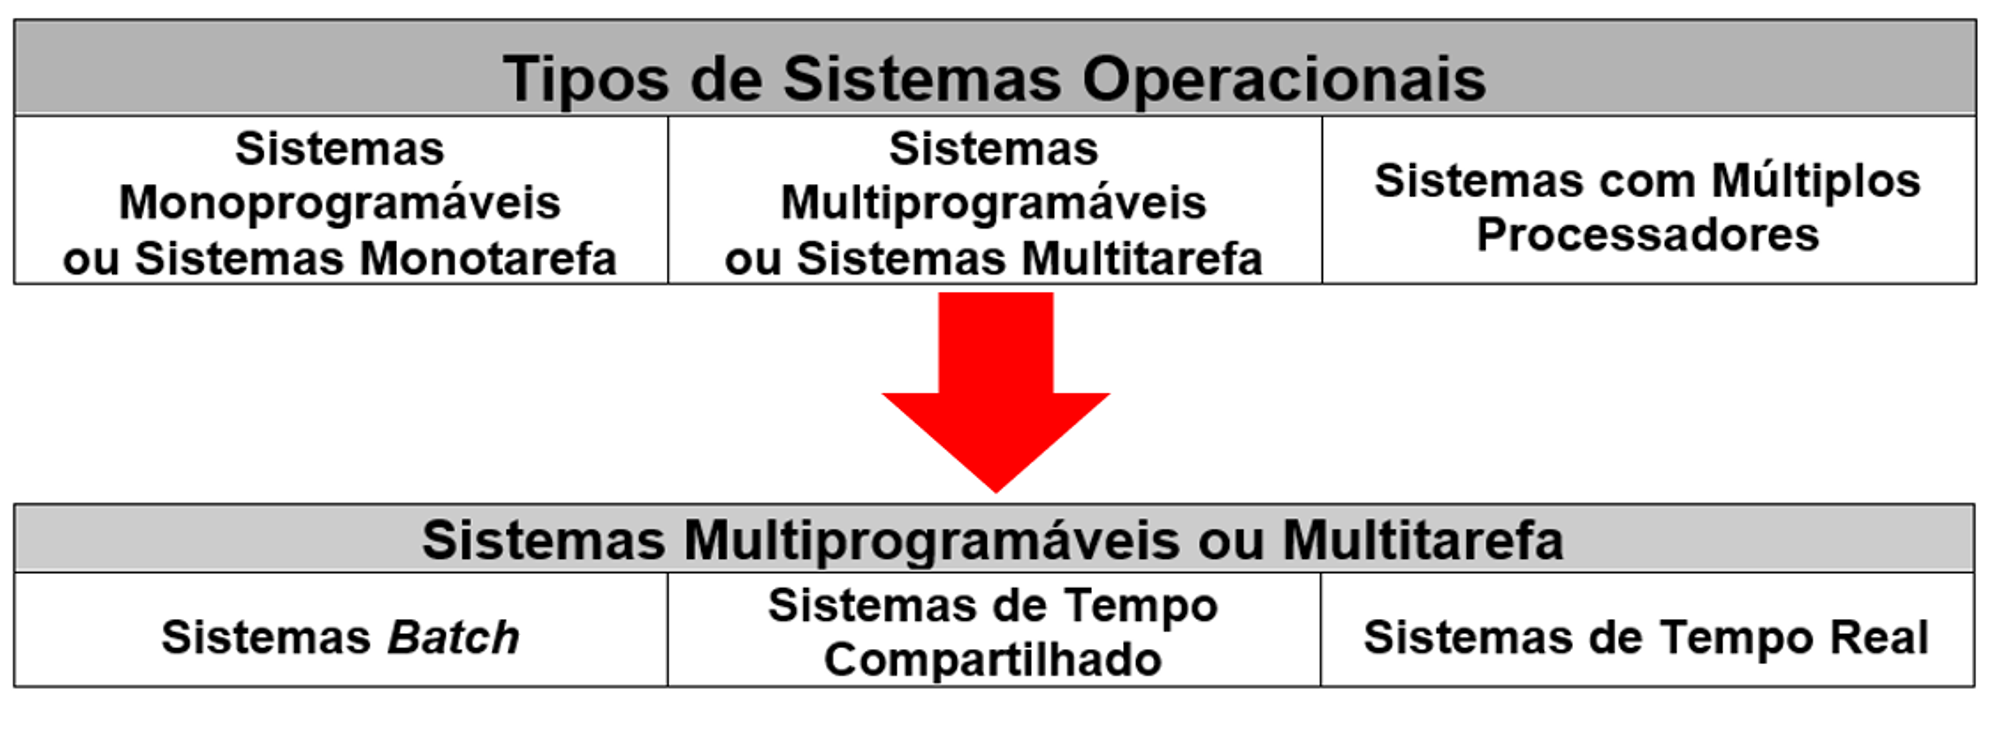 Tipos de Sistemas Operacionais
Sistemas
Monoprogramáveis
ou Sistemas Monotarefa
Sistemas
Multiprogramáveis
ou Sistemas Multitarefa
Sistemas com Múltiplos
Processadores
Sistemas Multiprogramáveis ou Multitarefa
Sistemas Batch
Sistemas de Tempo
Compartilhado
Sistemas de Tempo Real